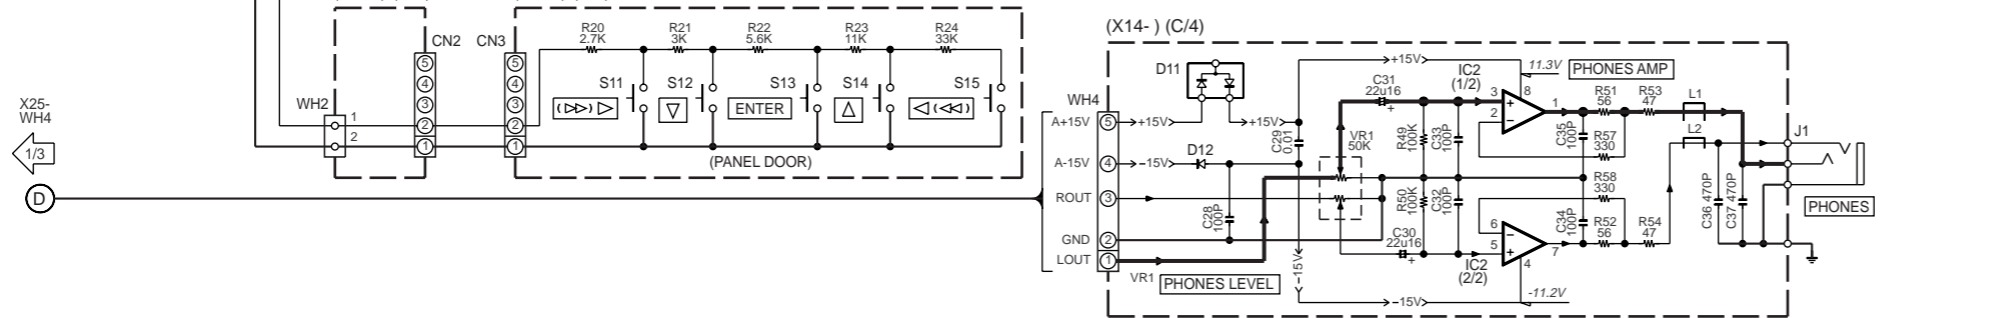 X25-
WH4
1/3
D
WH2
1
2
CN2
5
4
3
2
1
CN3
5
4
3
2
1
R20
2.7K
R21
3K
R22
5.6K
R23
11K
R24
33K
S11
S12
S13
ENTER
S14
S15
(PANEL DOOR)
(X14- ) (C/4)
WH4
A+15V
5
A-15V
4
ROUT
3
GND
2
LOUT
1
+15V
-15V
D11
D12
+15V
C28
100P
C29
0.01
-15V
VR1
PHONES LEVEL
VR1
50K
+15V
C31
22u16
+
R49
100K
C33
100P
R50
100K
C32
100P
C30
22u16
+
-15V
IC2
(1/2)
11.3V
PHONES AMP
3
+
2
−
8
1
6
−
5
+
7
4
IC2
(2/2)
-11.2V
C35
100P
R51
56
R53
47
R57
330
R58
330
C34
100P
R52
56
R54
47
L1
L2
C36 470P
C37 470P
J1
PHONES